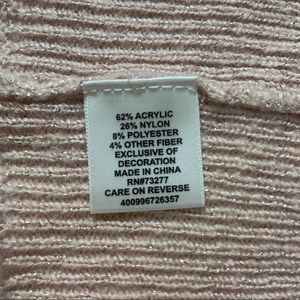 62% ACRYLIC
26% NYLON
8% POLYESTER
4% OTHER FIBER
EXCLUSIVE OF
DECORATION
MADE IN CHINA
RN#73277
CARE ON REVERSE
400996726357